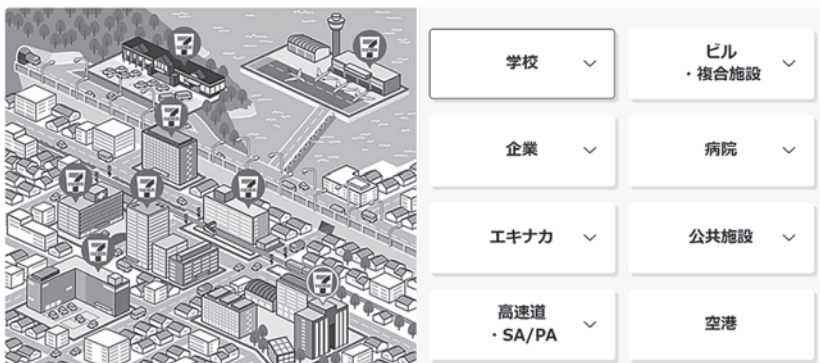 学校
ビル
・複合施設
企業
病院
エキナカ
公共施設
高速道
・SA/PA
空港